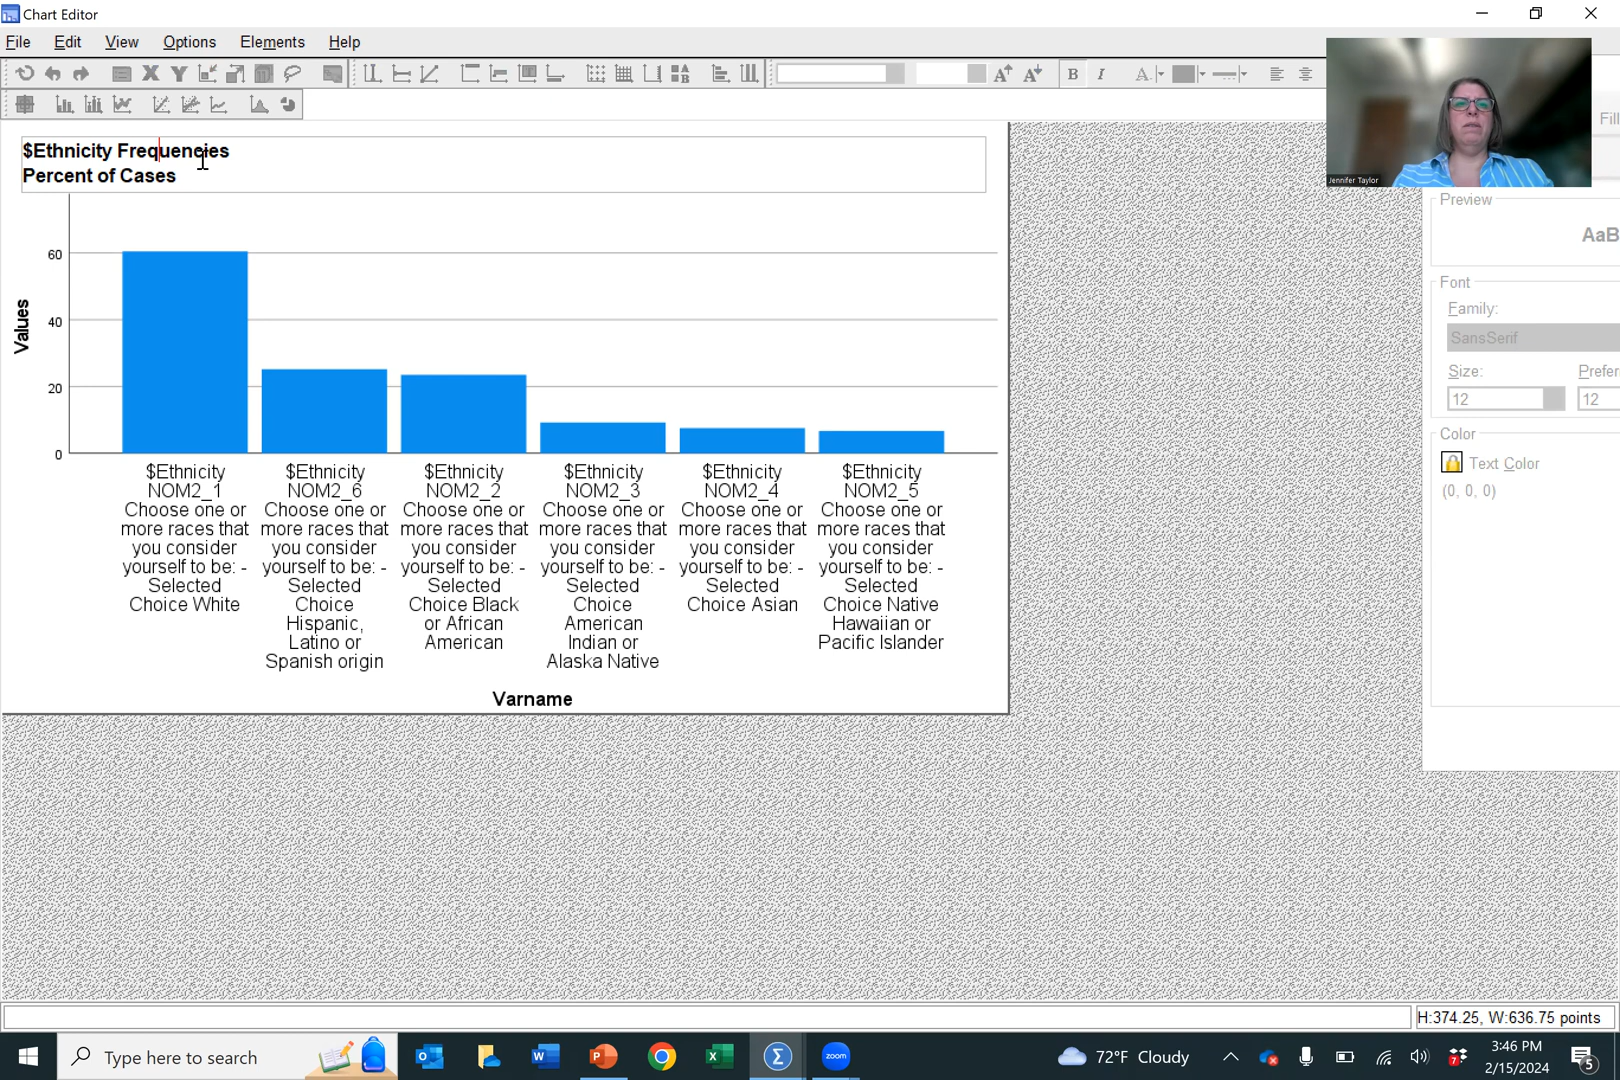 Chart Editor
File Edit View Options Elements Help
X Y
B I A
Jennifer Taylor
Fill
$Ethnicity Frequencies
Percent of Cases
Values
60
40
20
0
$Ethnicity
NOM2_1
Choose one or
more races that
you consider
yourself to be: -
Selected
Choice White
$Ethnicity
NOM2_6
Choose one or
more races that
you consider
yourself to be: -
Selected
Choice
Hispanic,
Latino or
Spanish origin
$Ethnicity
NOM2_2
Choose one or
more races that
you consider
yourself to be: -
Selected
Choice Black
or African
American
$Ethnicity
NOM2_3
Choose one or
more races that
you consider
yourself to be: -
Selected
Choice
American
Indian or
Alaska Native
$Ethnicity
NOM2_4
Choose one or
more races that
you consider
yourself to be: -
Selected
Choice Asian
$Ethnicity
NOM2_5
Choose one or
more races that
you consider
yourself to be: -
Selected
Choice Native
Hawaiian or
Pacific Islander
Varname
Preview
AaB
Font
Family:
SansSerif
Size: Prefer
12 12
Color
Text Color
(0, 0, 0)
H:374.25, W:636.75 points
Type here to search
zoom
72°F Cloudy
7
3:46 PM
2/15/2024
5